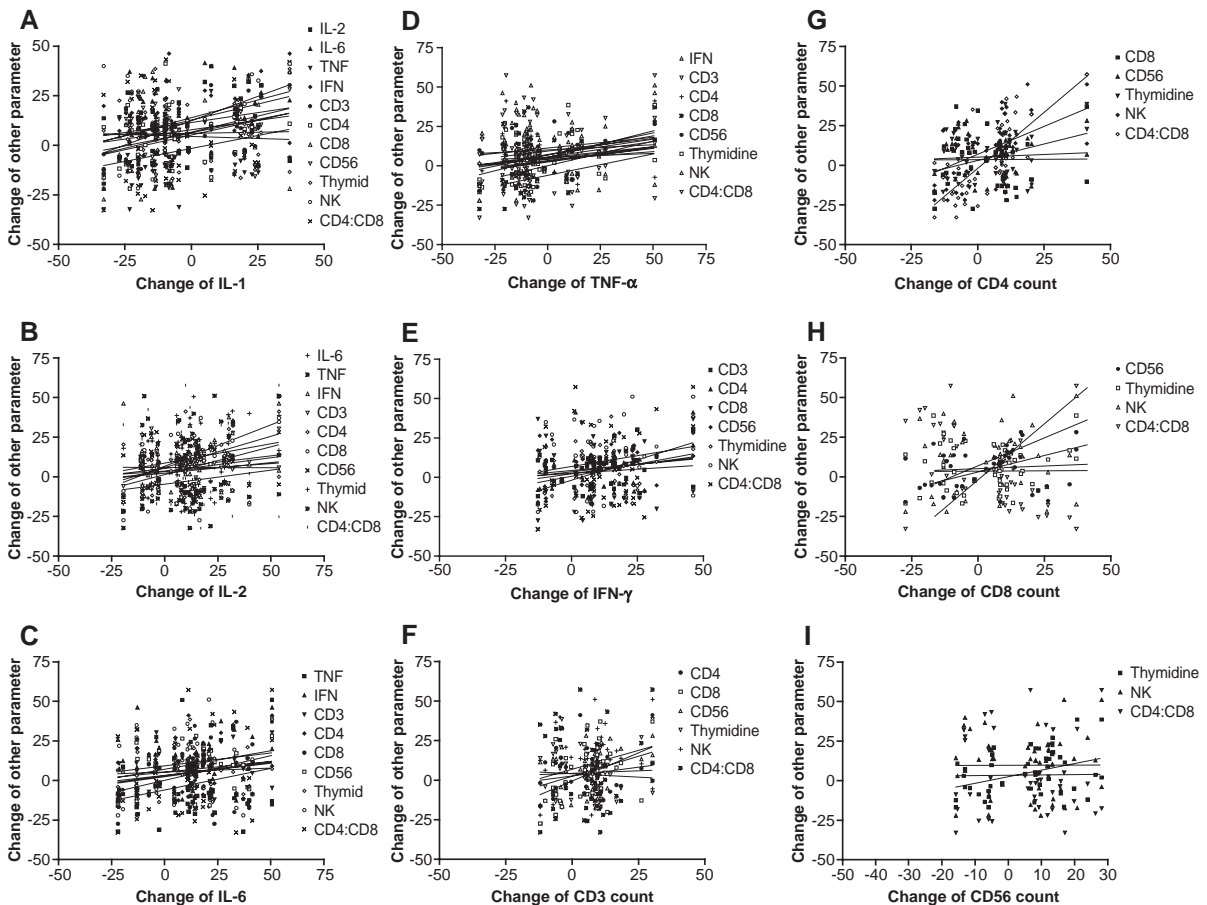 A
Change of other parameter
50
25
0
-25
-50
-50
-25
0
25
50
Change of IL-1
IL-2
IL-6
TNF
IFN
CD3
CD4
CD8
CD56
Thymid
NK
CD4:CD8
D
Change of other parameter
75
50
25
0
-25
-50
-50
-25
0
25
50
75
Change of TNF-α
IFN
CD3
CD4
CD8
CD56
Thymidine
NK
CD4:CD8
G
Change of other parameter
75
50
25
0
-25
-50
-50
-25
0
25
50
Change of CD4 count
CD8
CD56
Thymidine
NK
CD4:CD8
B
Change of other parameter
75
50
25
0
-25
-50
-50
-25
0
25
50
75
Change of IL-2
IL-6
TNF
IFN
CD3
CD4
CD8
CD56
Thymid
NK
CD4:CD8
E
Change of other parameter
75
50
25
0
-25
-50
-50
-25
0
25
50
Change of IFN-γ
CD3
CD4
CD8
CD56
Thymidine
NK
CD4:CD8
H
Change of other parameter
75
50
25
0
-25
-50
-50
-25
0
25
50
Change of CD8 count
CD56
Thymidine
NK
CD4:CD8
C
Change of other parameter
75
50
25
0
-25
-50
-50
-25
0
25
50
75
Change of IL-6
TNF
IFN
CD3
CD4
CD8
CD56
Thymid
NK
CD4:CD8
F
Change of other parameter
75
50
25
0
-25
-50
-50
-25
0
25
50
Change of CD3 count
CD4
CD8
CD56
Thymidine
NK
CD4:CD8
I
Change of other parameter
75
50
25
0
-25
-50
-50
-40
-30
-20
-10
0
10
20
30
Change of CD56 count
Thymidine
NK
CD4:CD8